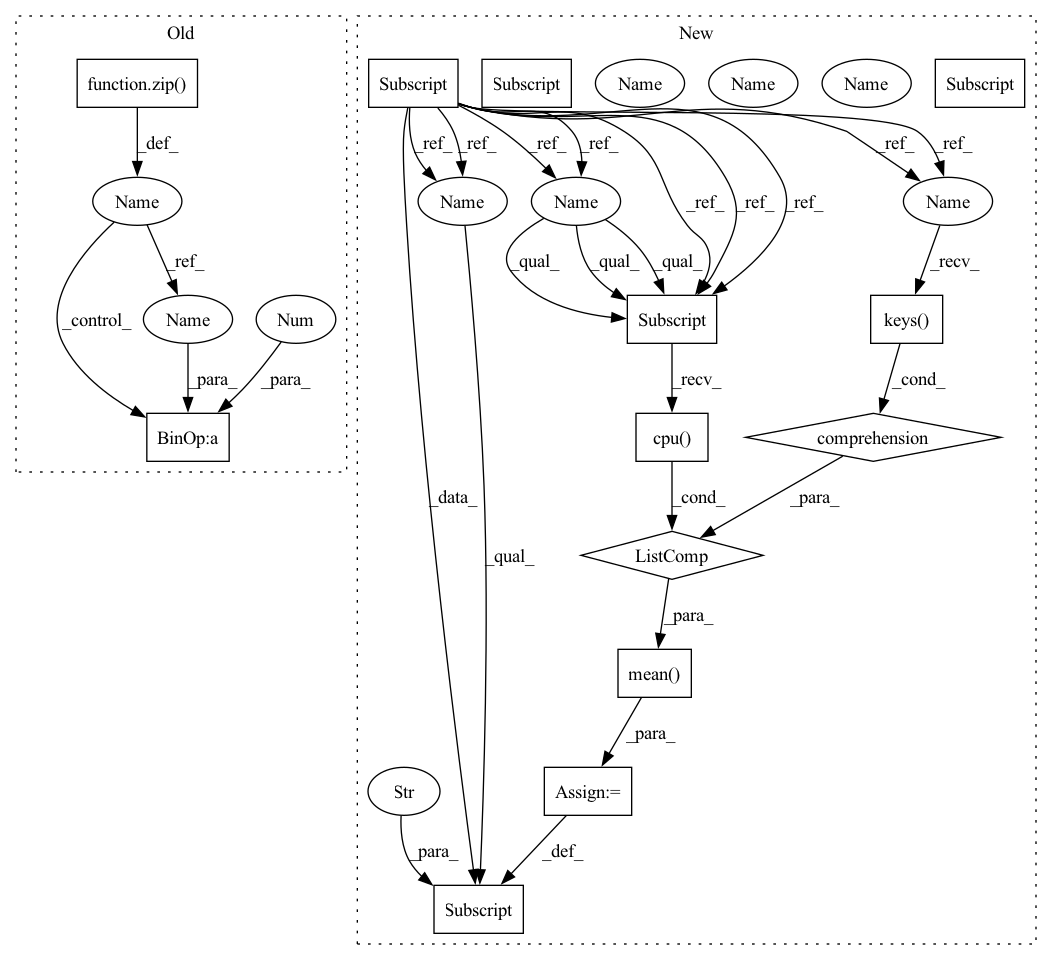 Old
New
function.zip()
Subscript
Subscript
Name
Name
Name
Subscript
_def_
_ref_
_ref_
_ref_
_ref_
_ref_
_ref_
Name
Name
Name
Name
_ref_
_ref_
_ref_
_ref_
_qual_
_qual_
_qual_
_recv_
_control_
Name
Num
Subscript
keys()
_para_
_para_
_recv_
_cond_
BinOp:a
cpu()
comprehension
_data_
_cond_
_para_
_qual_
ListComp
_para_
mean()
_para_
Str
Assign:=
_para_
_def_
Subscript